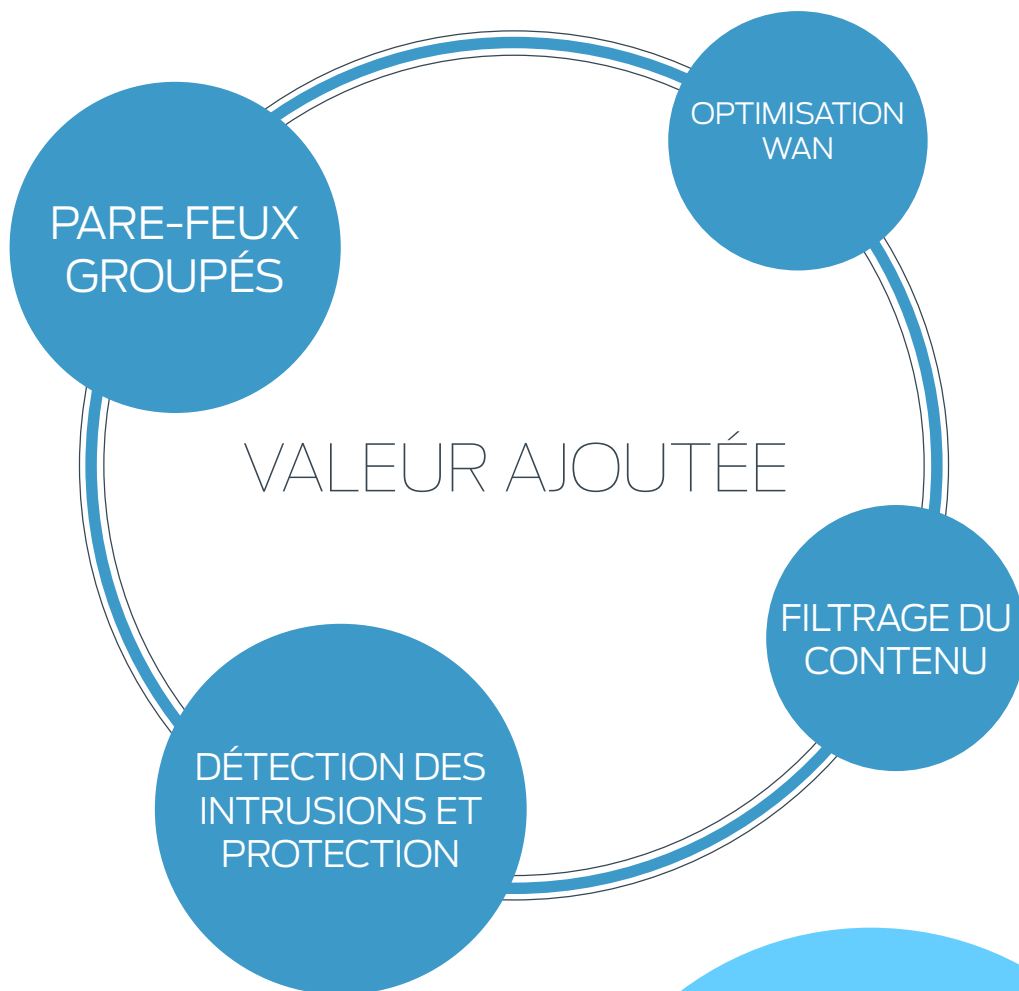 OPTIMISATION
WAN
PARE-FEUX
GROUPÉS
VALEUR AJOUTÉE
FILTRAGE DU
CONTENU
DÉTECTION DES
INTRUSIONS ET
PROTECTION